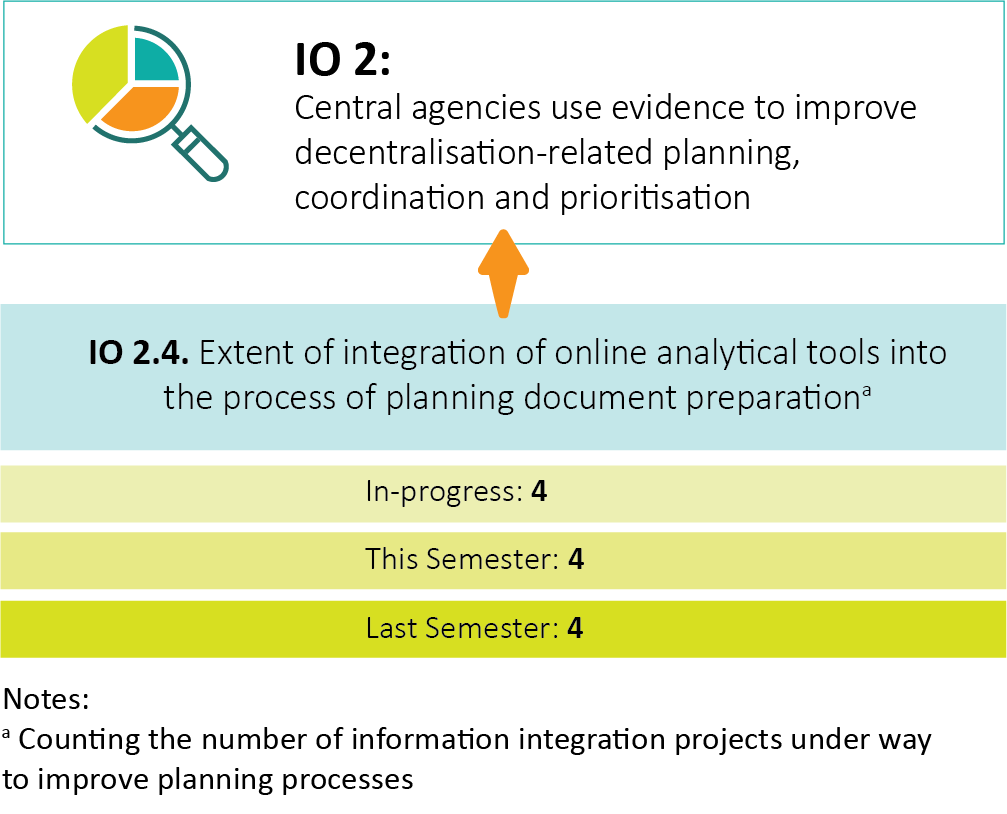 IO 2:
Central agencies use evidence to improve
decentralisation-related planning,
coordination and prioritisation
IO 2.4. Extent of integration of online analytical tools into
the process of planning document preparationᵃ
In-progress: 4
This Semester: 4
Last Semester: 4
Notes:
ᵃ Counting the number of information integration projects under way
to improve planning processes